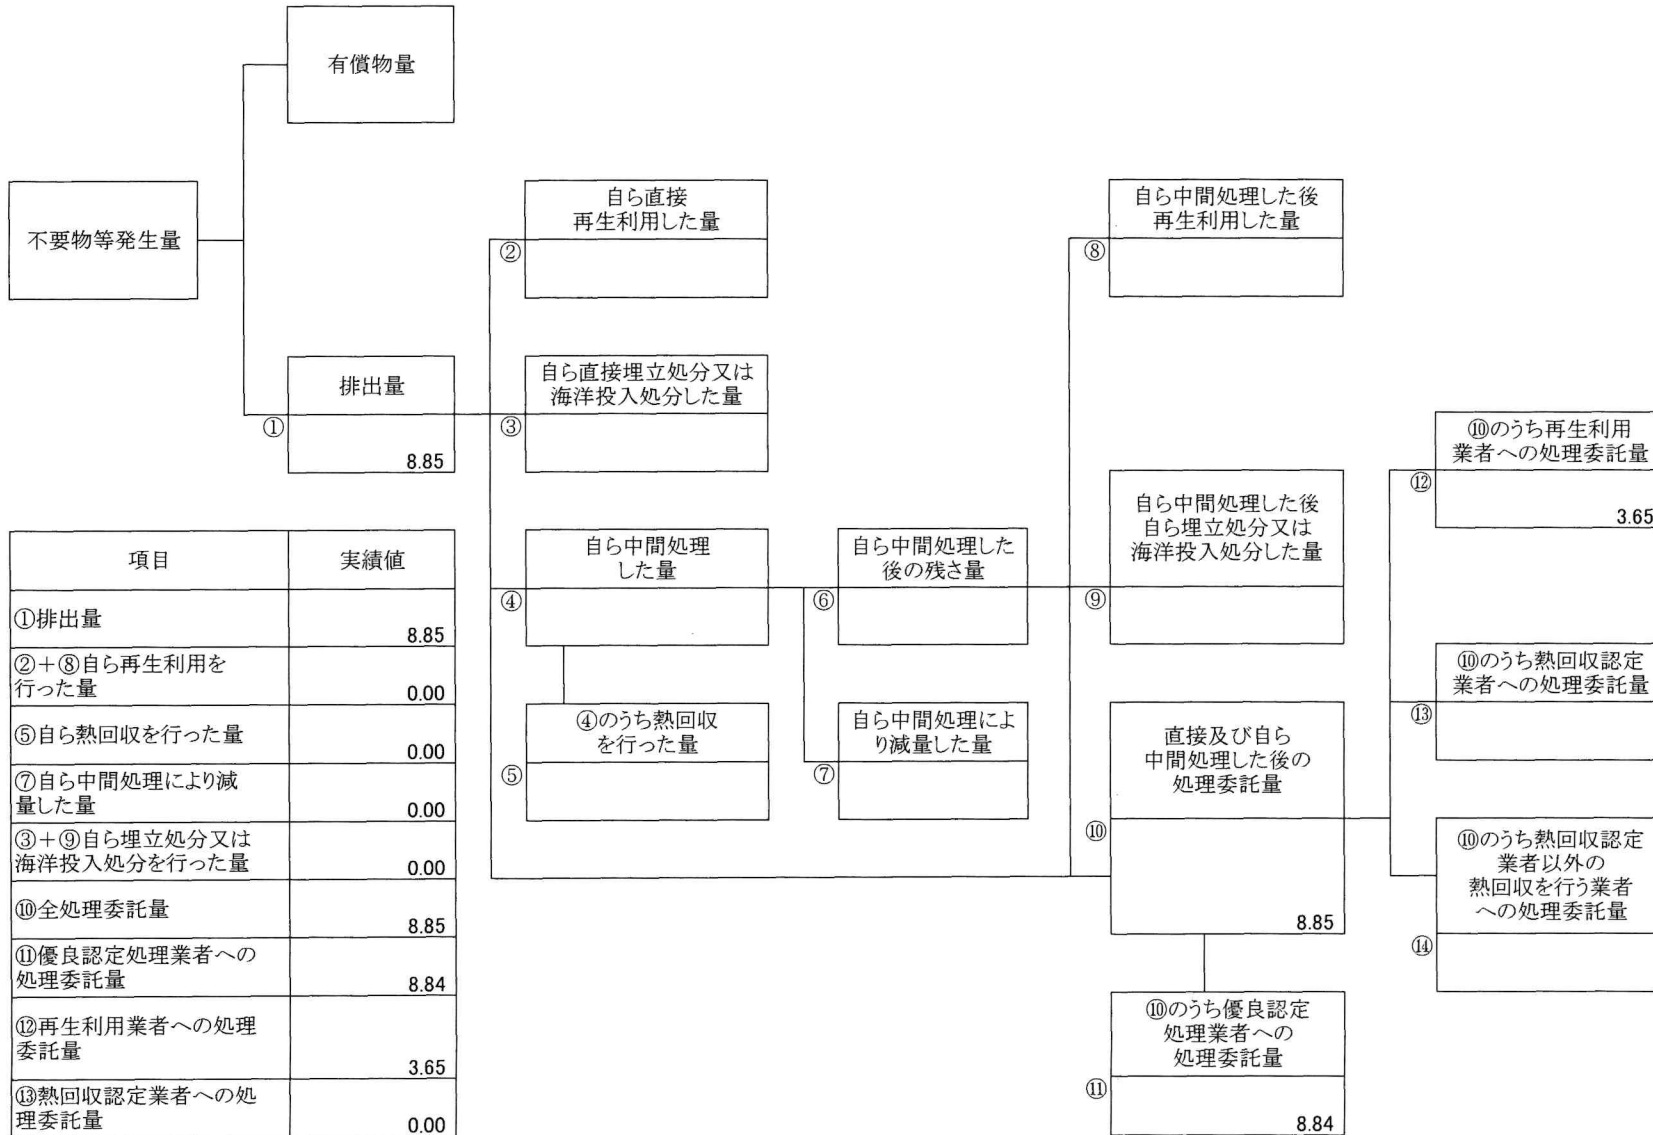 有償物量
不要物等発生量
排出量
①
8.85
自ら直接
再生利用した量
②
自ら直接埋立処分又は
海洋投入処分した量
③
自ら中間処理
した量
④
④のうち熱回収
を行った量
⑤
自ら中間処理した
後の残さ量
⑥
自ら中間処理によ
り減量した量
⑦
自ら中間処理した後
再生利用した量
⑧
自ら中間処理した後
自ら埋立処分又は
海洋投入処分した量
⑨
直接及び自ら
中間処理した後の
処理委託量
⑩
8.85
⑩のうち優良認定
処理業者への
処理委託量
⑪
8.84
⑩のうち再生利用
業者への処理委託量
⑫
3.65
⑩のうち熱回収認定
業者への処理委託量
⑬
⑩のうち熱回収認定
業者以外の
熱回収を行う業者
への処理委託量
⑭
項目 実績値
①排出量
8.85
②+⑧自ら再生利用を
行った量
0.00
⑤自ら熱回収を行った量
0.00
⑦自ら中間処理により減
量した量
0.00
③+⑨自ら埋立処分又は
海洋投入処分を行った量
0.00
⑩全処理委託量
8.85
⑪優良認定処理業者への
処理委託量
8.84
⑫再生利用業者への処理
委託量
3.65
⑬熱回収認定業者への処
理委託量
0.00